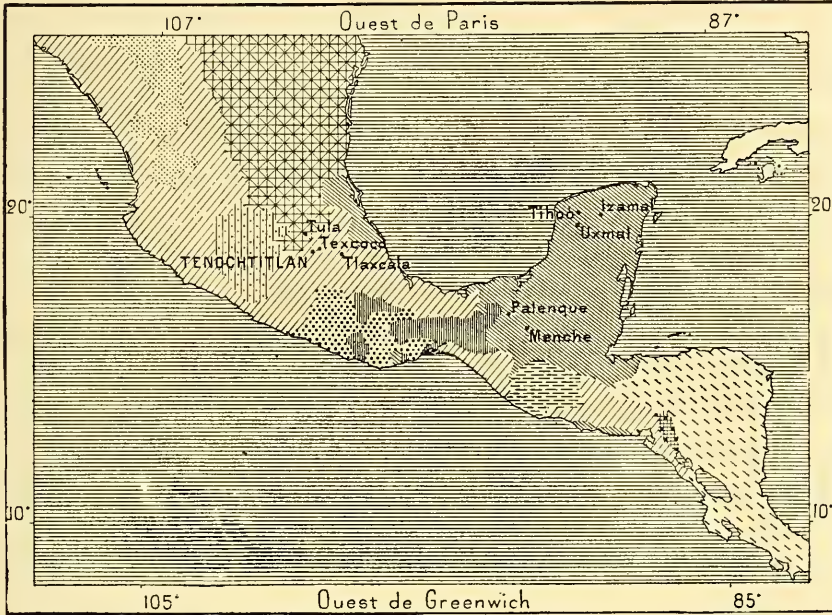 107° Ouest de Paris 87°
20° 20
Tihoo Izamal
Uxmal
Tula
Texcoco
TENOCHTITLAN Tlaxcala
Palenque
Menche
10° 10°
105° Ouest de Greenwich 85°